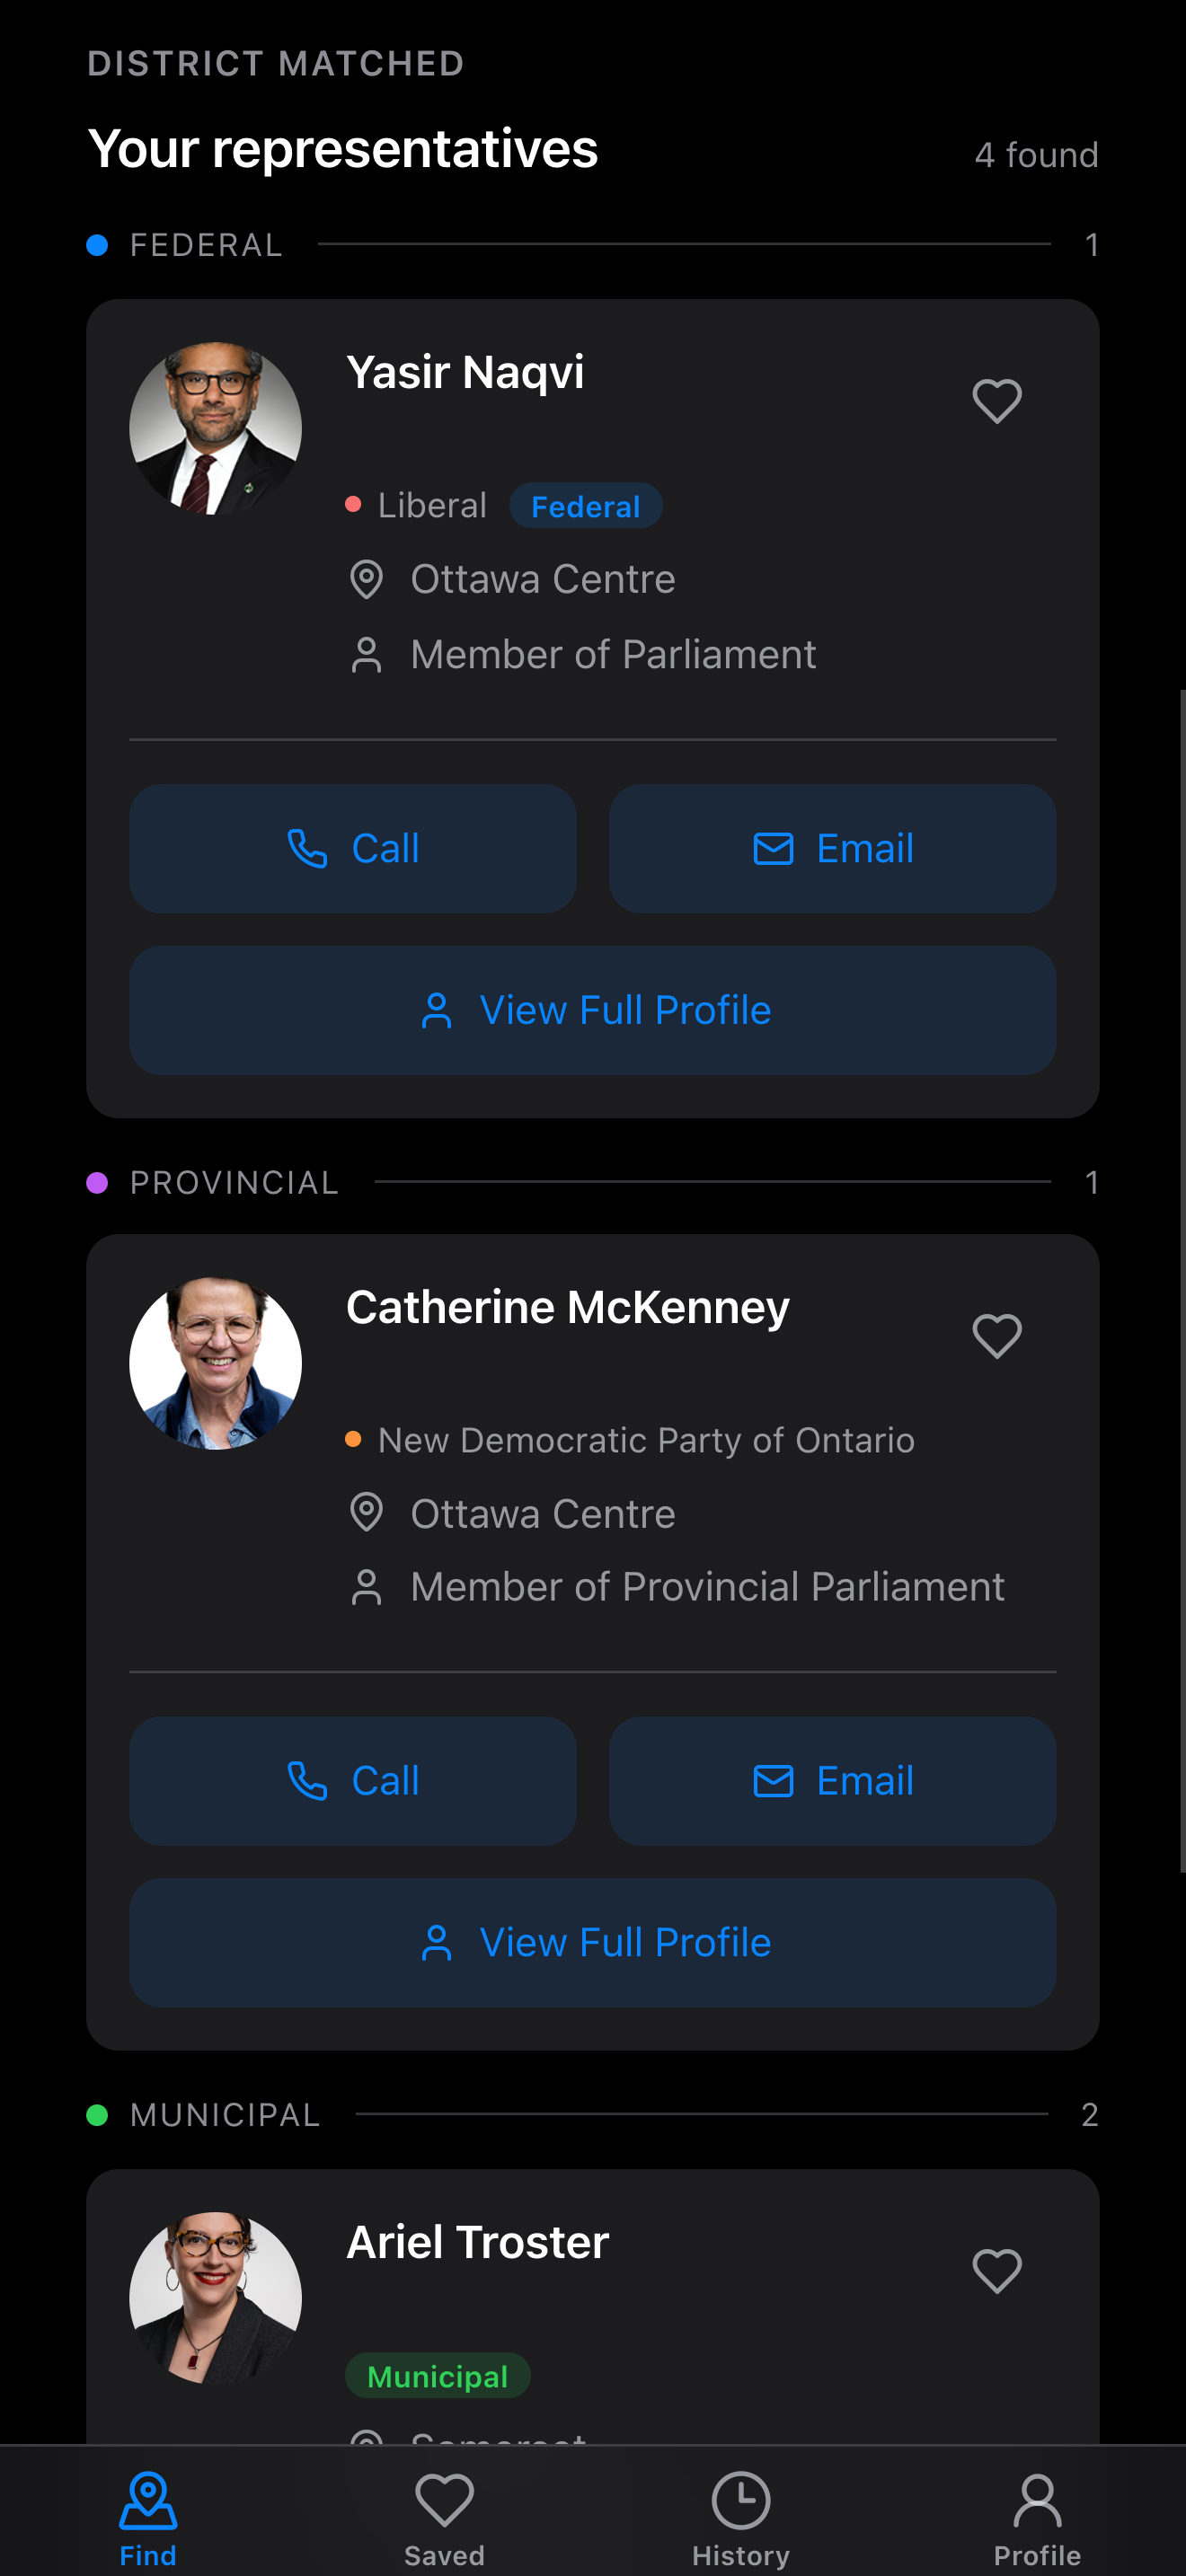 DISTRICT MATCHED
Your representatives 4 found
FEDERAL 1
Yasir Naqvi
Liberal Federal
Ottawa Centre
Member of Parliament
Call Email
View Full Profile
PROVINCIAL 1
Catherine McKenney
New Democratic Party of Ontario
Ottawa Centre
Member of Provincial Parliament
Call Email
View Full Profile
MUNICIPAL 2
Ariel Troster
Municipal
Find Saved History Profile